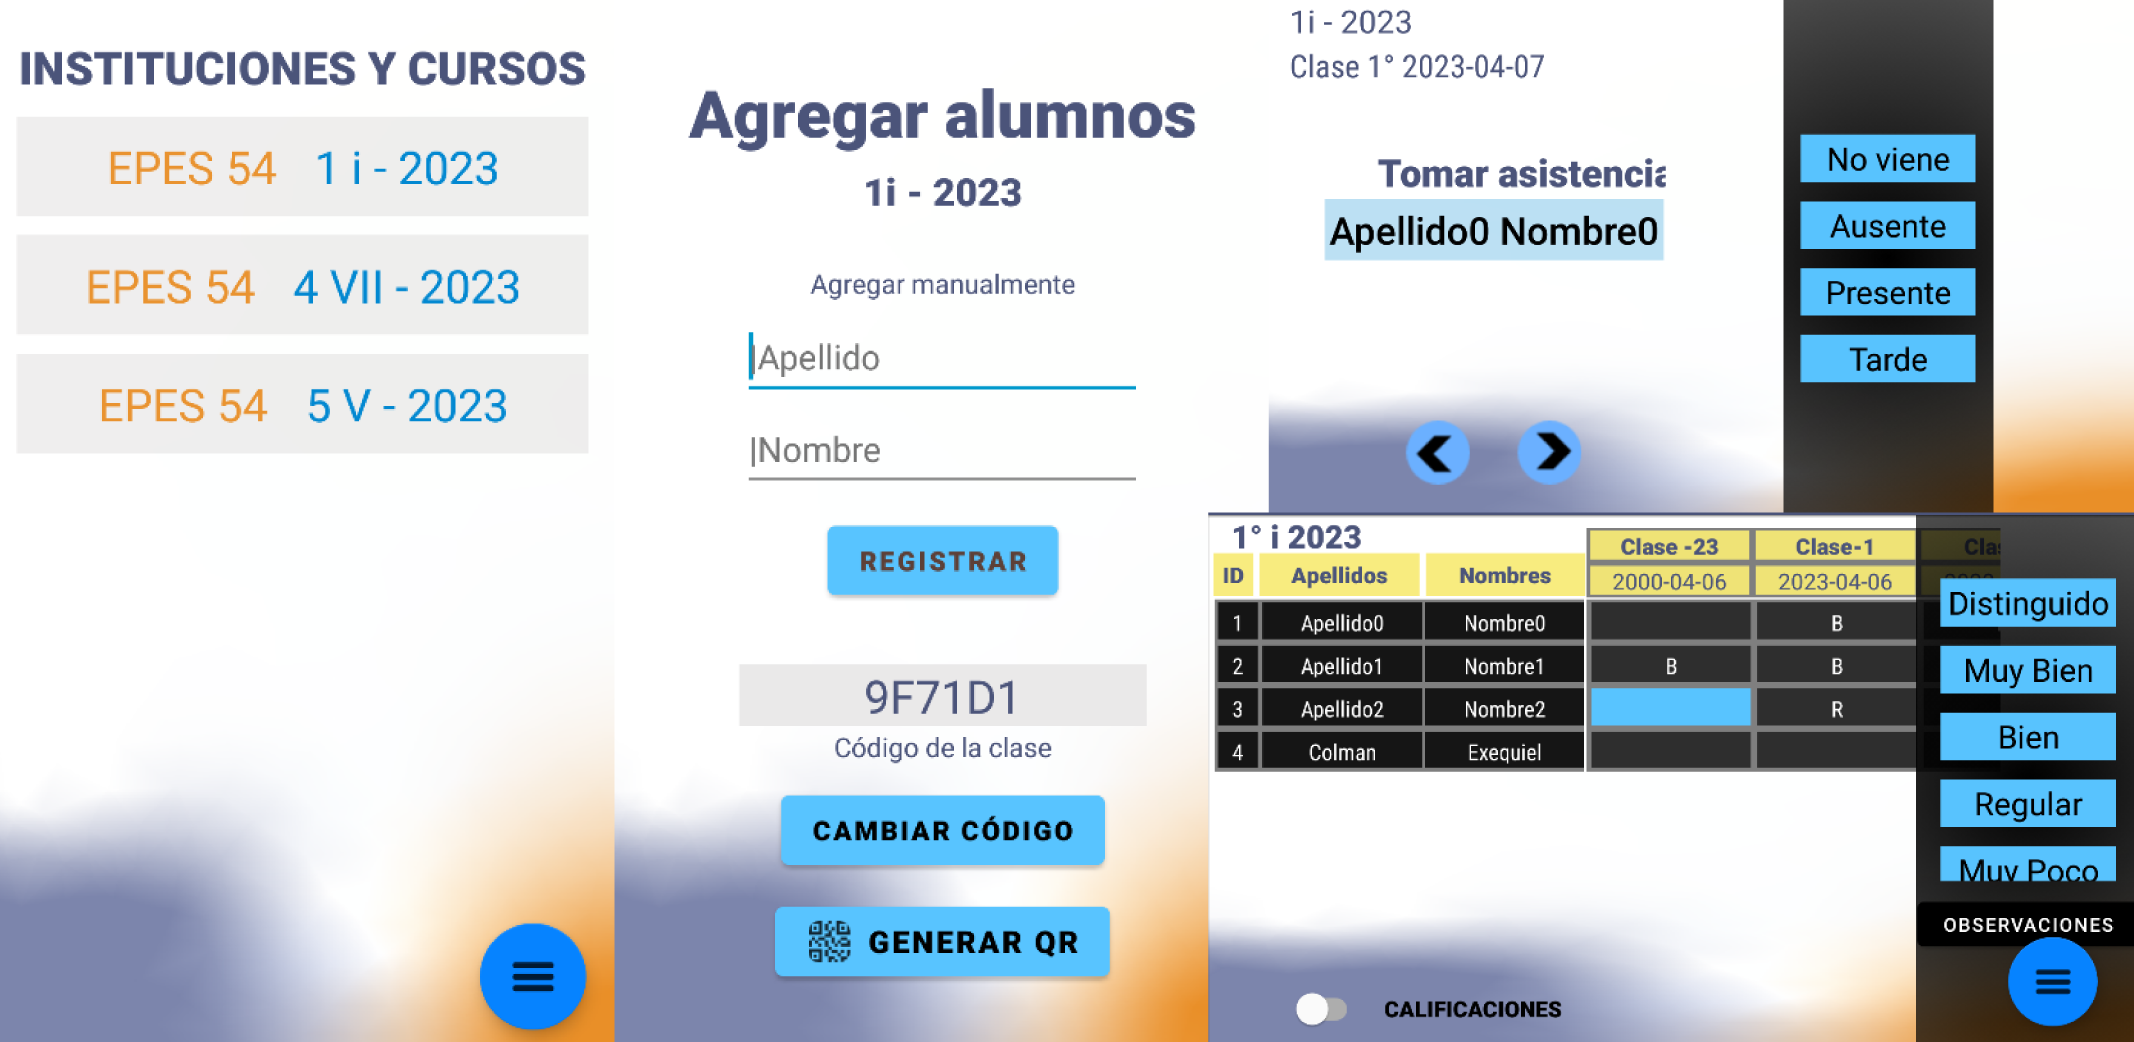 INSTITUCIONES Y CURSOS
EPES 54 1 i - 2023
EPES 54 4 VII - 2023
EPES 54 5 V - 2023
Agregar alumnos
1i - 2023
Agregar manualmente
Apellido
Nombre
REGISTRAR
9F71D1
Código de la clase
CAMBIAR CÓDIGO
GENERAR QR
1i - 2023
Clase 1° 2023-04-07
Tomar asistencia
Apellido0 Nombre0
No viene
Ausente
Presente
Tarde
1° i 2023
Clase -23 Clase-1 Cla
ID Apellidos Nombres
2000-04-06 2023-04-06
1 Apellido0 Nombre0 B
2 Apellido1 Nombre1 B B
3 Apellido2 Nombre2 R
4 Colman Exequiel
Distinguido
Muy Bien
Bien
Regular
Muy Poco
OBSERVACIONES
CALIFICACIONES